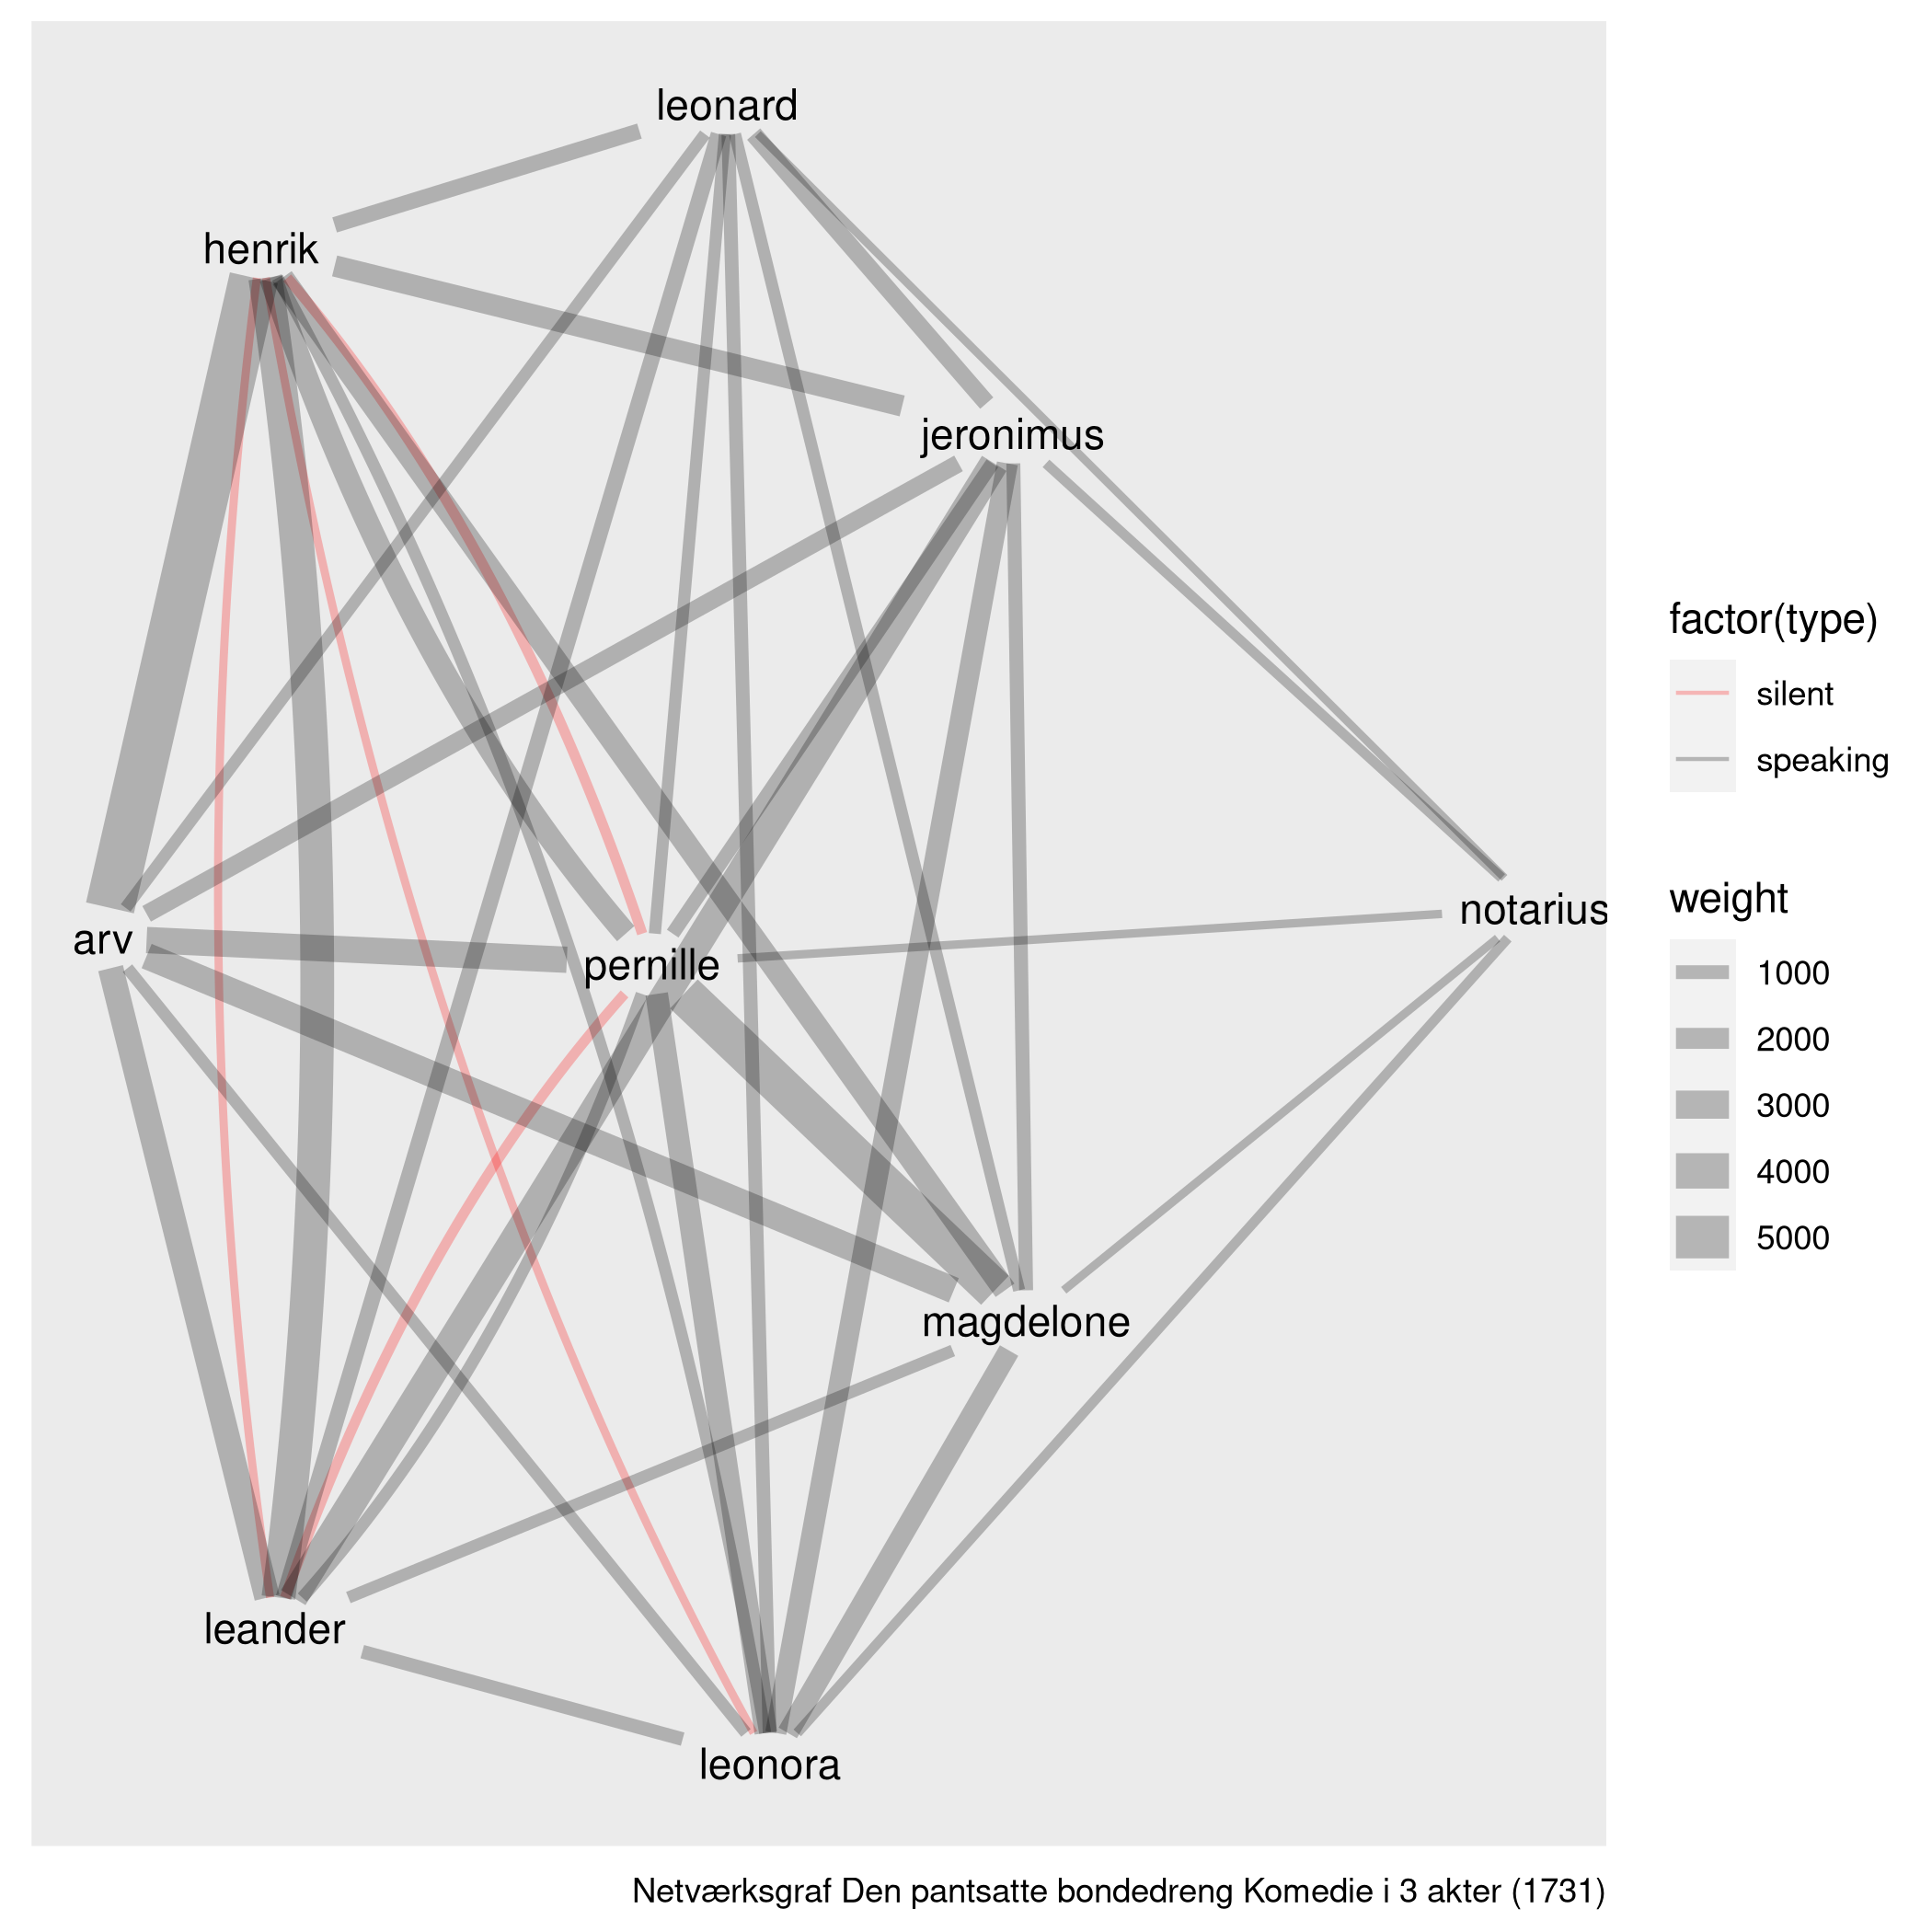 leonard
henrik
jeronimus
notarius
arv
pernille
magdelone
leander
leonora
factor(type)
silent
speaking
weight
1000
2000
3000
4000
5000
Netværksgraf Den pantsatte bondedreng Komedie i 3 akter (1731)